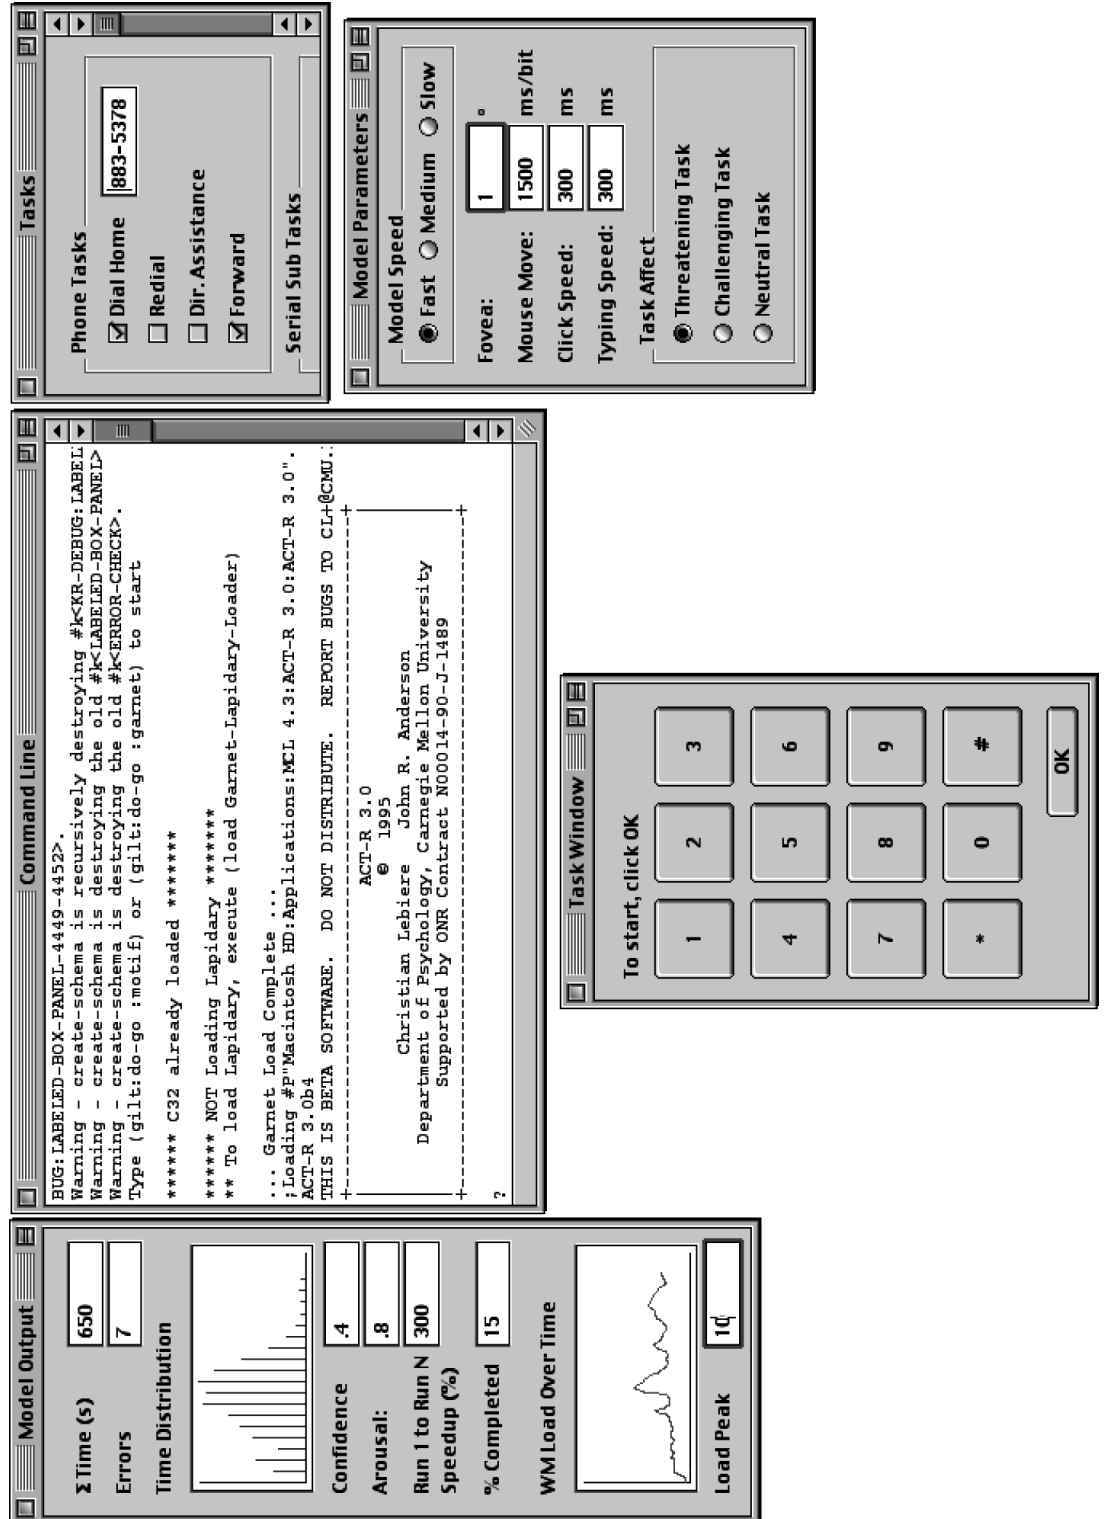 Model Output
ΣTime (s) 650
Errors 7
Time Distribution
Confidence .4
Arousal: .8
Run 1 to Run N 300
Speedup (%)
% Completed 15
WM Load Over Time
Load Peak 10
Command Line
BUG:LABELED-BOX-PANEL-4449-4452>.
Warning - create-schema is recursively destroying #k<KR-DEBUG:LABEL
Warning - create-schema is destroying the old #k<LABELED-BOX-PANEL>
Warning - create-schema is destroying the old #k<ERROR-CHECK>.
Type (gilt:do-go :motif) or (gilt:do-go :garnet) to start
****** C32 already loaded *******
****** NOT Loading Lapidary *******
** To load Lapidary, execute (load Garnet-Lapidary-Loader)
... Garnet Load Complete ...
;Loading #P"Macintosh HD:Applications:MCL 4.3:ACT-R 3.0:ACT-R 3.0".
ACT-R 3.0b4
THIS IS BETA SOFTWARE. DO NOT DISTRIBUTE. REPORT BUGS TO CL+@CMU.
ACT-R 3.0
© 1995
Christian Lebiere John R. Anderson
Department of Psychology, Carnegie Mellon University
Supported by ONR Contract N00014-90-J-1489
?
Task Window
To start, click OK
1 2 3
4 5 6
7 8 9
* 0 #
OK
Tasks
Phone Tasks
Dial Home 883-5378
Redial
Dir. Assistance
Forward
Serial Sub Tasks
Model Parameters
Model Speed
Fast Medium Slow
Fovea: 1 °
Mouse Move: 1500 ms/bit
Click Speed: 300 ms
Typing Speed: 300 ms
Task Affect
Threatening Task
Challenging Task
Neutral Task